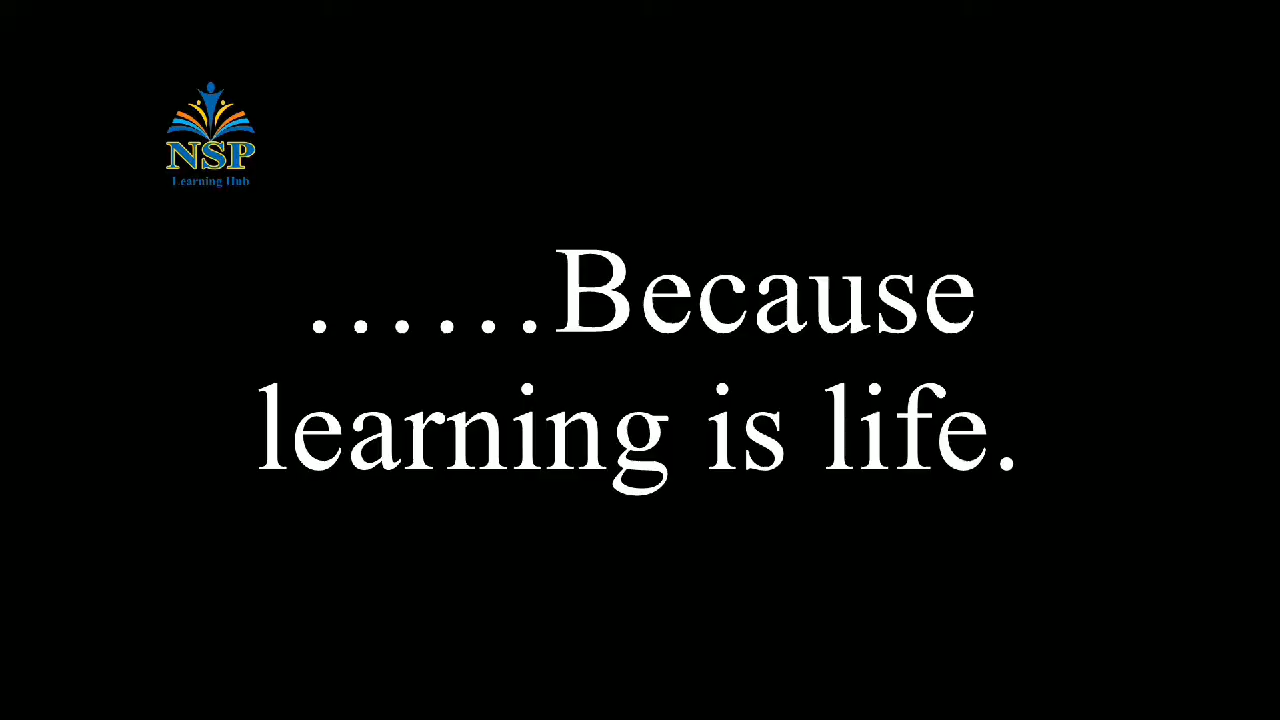 NSP
Learning Hub
......Because
learning is life.